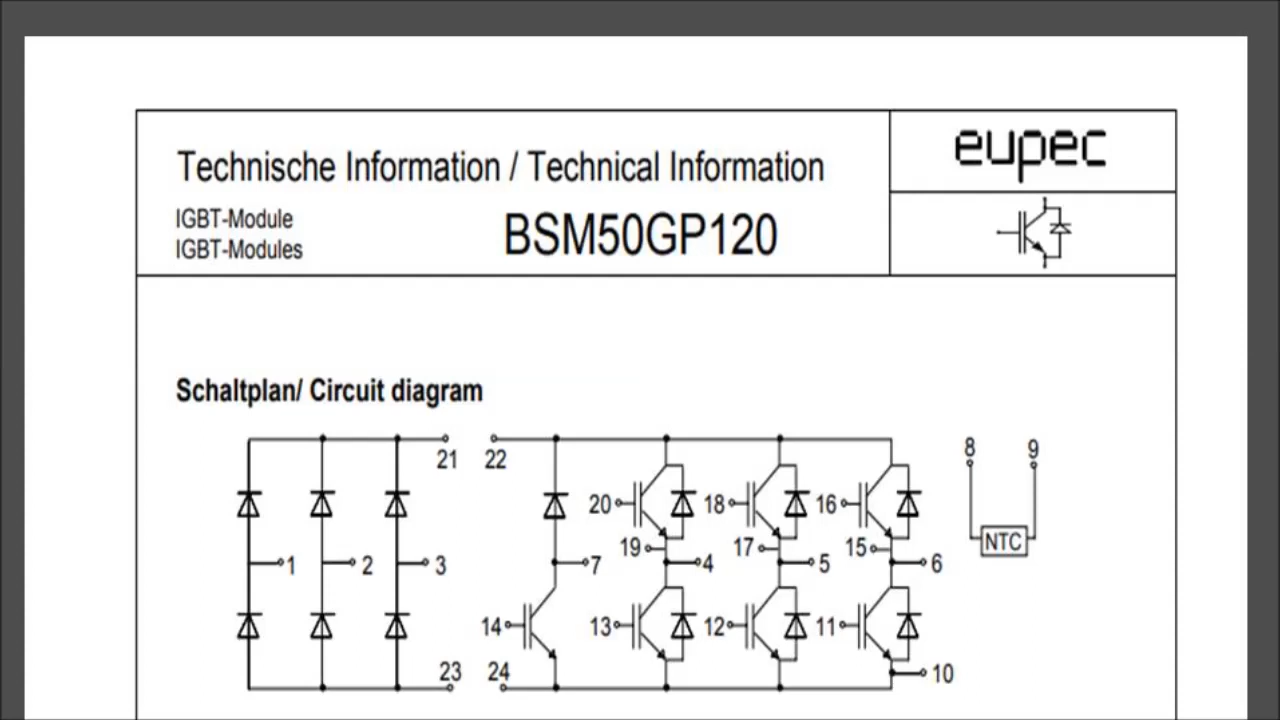 Technische Information / Technical Information
eupec
IGBT-Module
IGBT-Modules
BSM50GP120
Schaltplan/ Circuit diagram
21 22 8 9
20 18 16
19 17 15 NTC
1 2 3 7 4 5 6
14 13 12 11
23 24 10